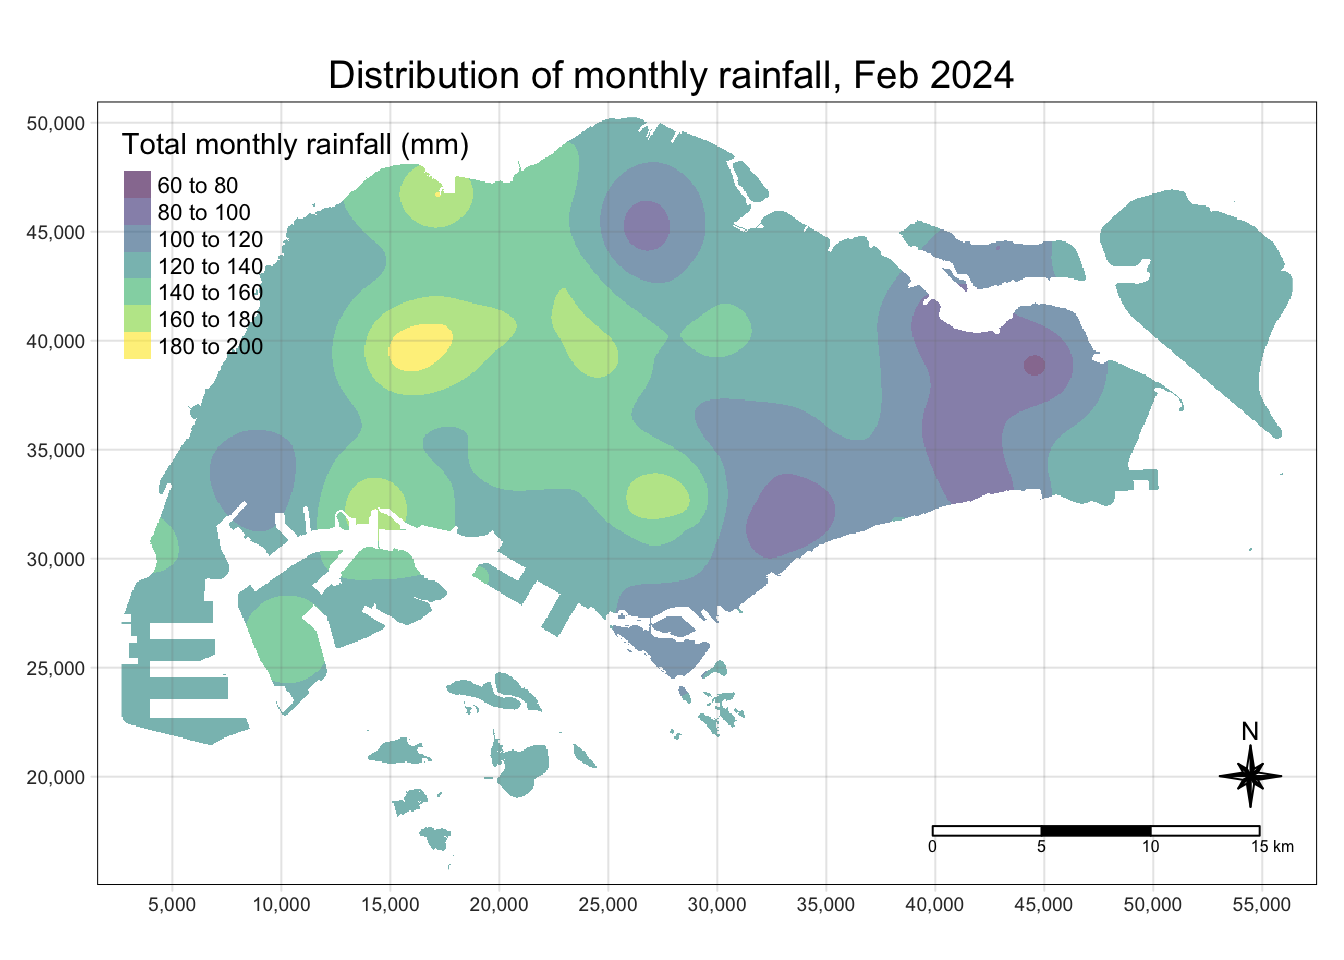 Distribution of monthly rainfall, Feb 2024
Total monthly rainfall (mm)
60 to 80
80 to 100
100 to 120
120 to 140
140 to 160
160 to 180
180 to 200
50,000
45,000
40,000
35,000
30,000
25,000
20,000
N
0 5 10 15 km
5,000 10,000 15,000 20,000 25,000 30,000 35,000 40,000 45,000 50,000 55,000